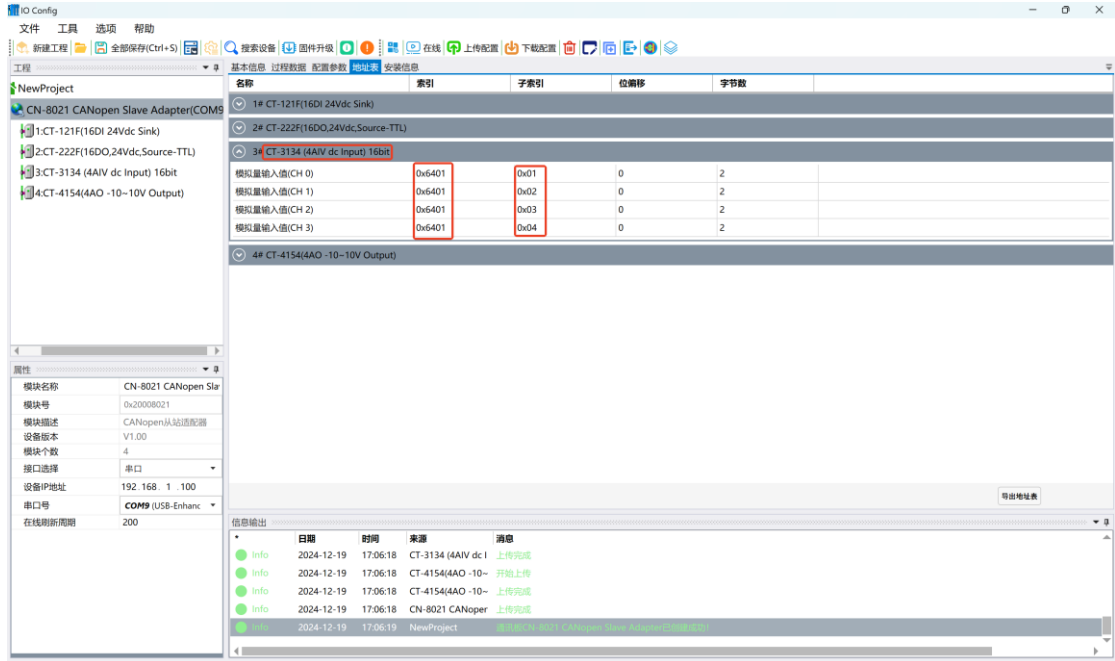 IO Config
文件 工具 选项 帮助
新建工程 全部保存(Ctrl+S) 搜索设备 固件升级 在线 上传配置 下载配置
工程
NewProject
CN-8021 CANopen Slave Adapter(COM9
1:CT-121F(16DI 24Vdc Sink)
2:CT-222F(16DO,24Vdc,Source-TTL)
3:CT-3134 (4AIV dc Input) 16bit
4:CT-4154(4AO -10~10V Output)
基本信息 过程数据 配置参数 地址表 安装信息
名称 索引 子索引 位偏移 字节数
1# CT-121F(16DI 24Vdc Sink)
2# CT-222F(16DO,24Vdc,Source-TTL)
3# CT-3134 (4AIV dc Input) 16bit
模拟量输入值(CH 0) 0x6401 0x01 0 2
模拟量输入值(CH 1) 0x6401 0x02 0 2
模拟量输入值(CH 2) 0x6401 0x03 0 2
模拟量输入值(CH 3) 0x6401 0x04 0 2
4# CT-4154(4AO -10~10V Output)
导出地址表
属性
模块名称 CN-8021 CANopen Slav
模块号 0x20008021
模块描述 CANopen从站适配器
设备版本 V1.00
模块个数 4
接口选择 串口
设备IP地址 192.168. 1 .100
串口号 COM9 (USB-Enhanc
在线刷新周期 200
信息输出
* 日期 时间 来源 消息
Info 2024-12-19 17:06:18 CT-3134 (4AIV dc I 上传完成
Info 2024-12-19 17:06:18 CT-4154(4AO -10~ 开始上传
Info 2024-12-19 17:06:18 CT-4154(4AO -10~ 上传完成
Info 2024-12-19 17:06:18 CN-8021 CANoper 上传完成
Info 2024-12-19 17:06:19 NewProject 通讯板CN-8021 CANopen Slave Adapter已创建成功!